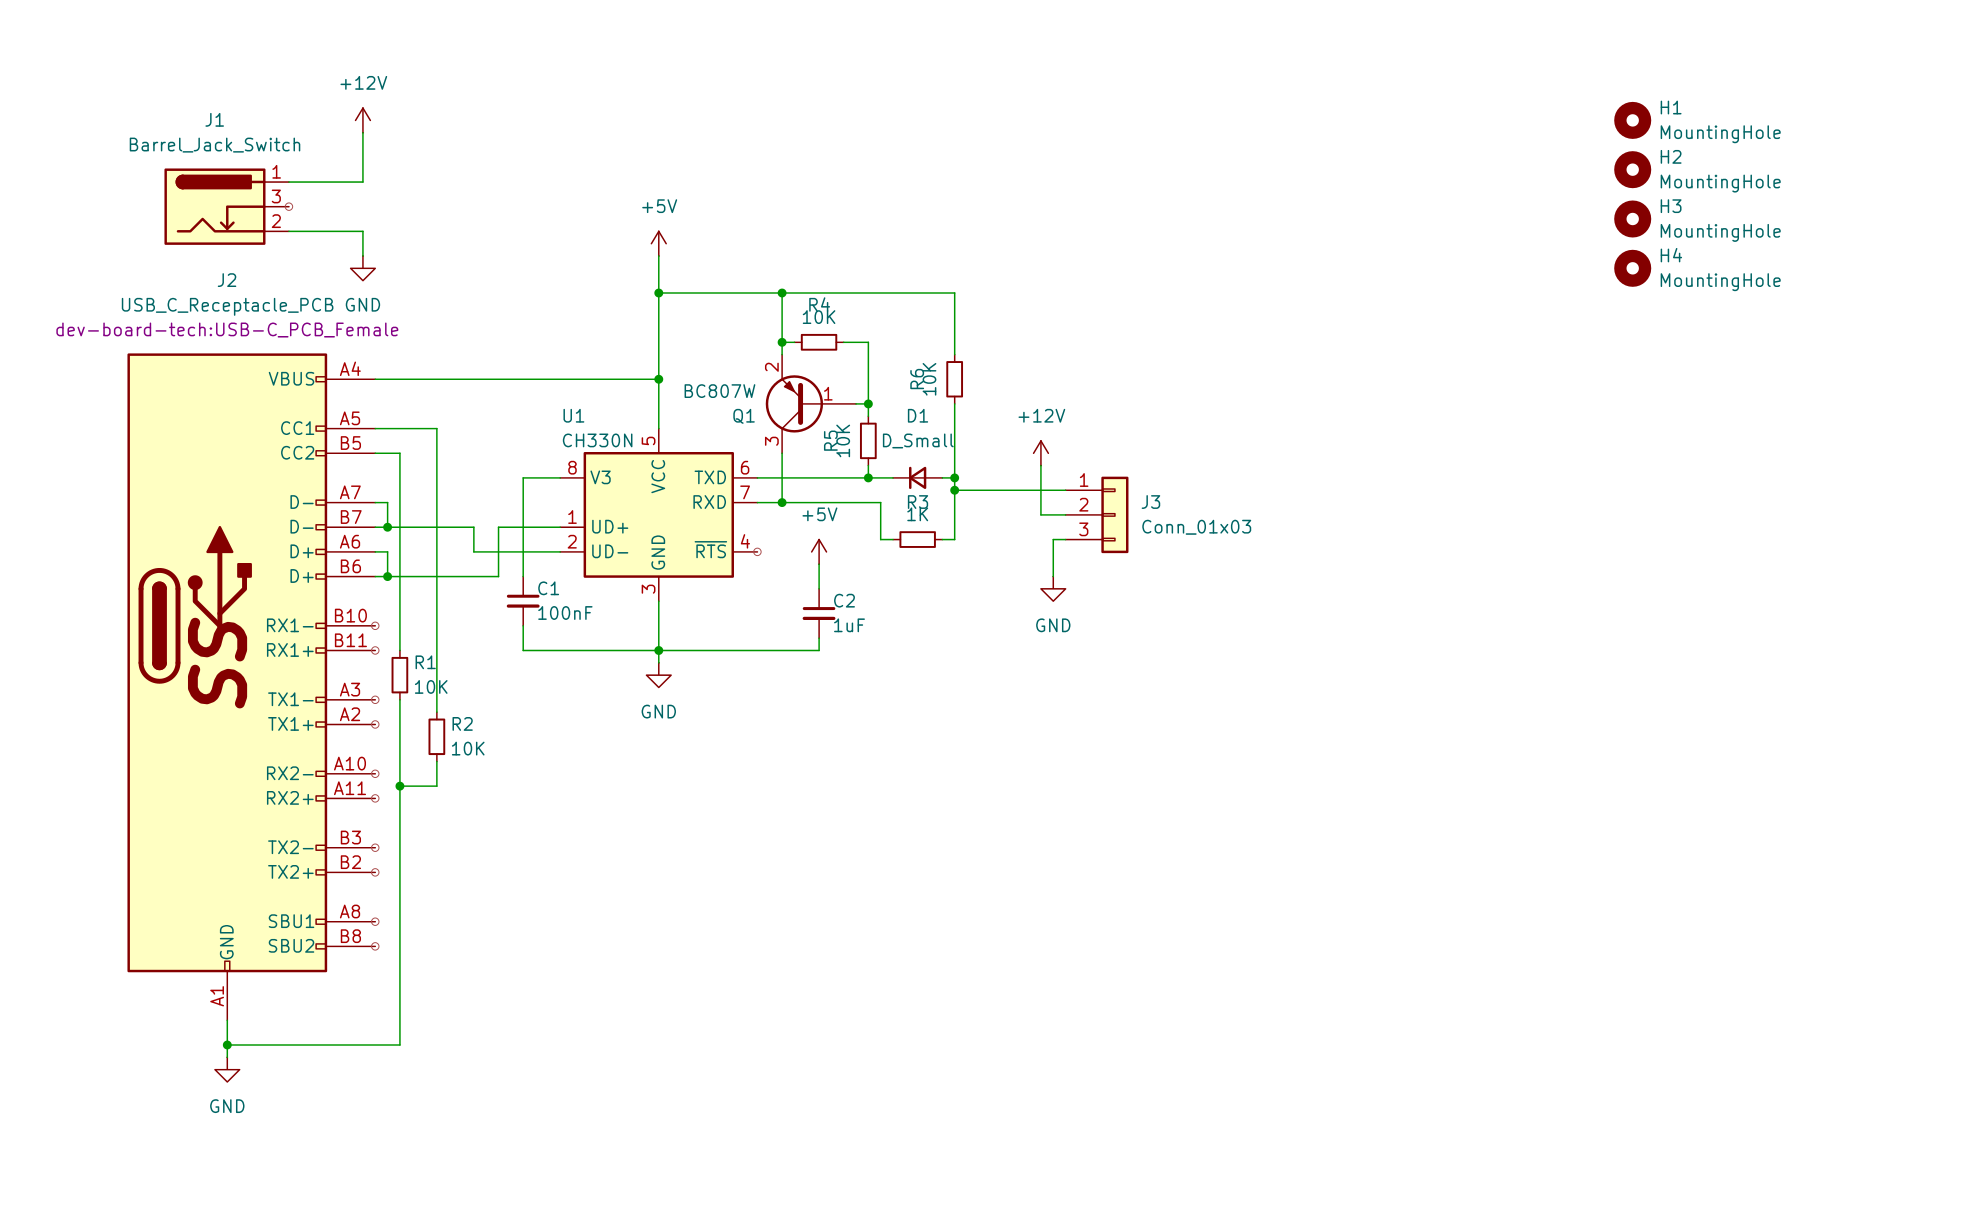 +12V
J1
Barrel_Jack_Switch
1
3
2
GND
J2
USB_C_Receptacle_PCB
dev-board-tech:USB-C_PCB_Female
VBUS A4
CC1 A5
CC2 B5
D- A7
D- B7
D+ A6
D+ B6
RX1- B10
RX1+ B11
TX1- A3
TX1+ A2
RX2- A10
RX2+ A11
TX2- B3
TX2+ B2
SBU1 A8
SBU2 B8
GND
A1
GND
SS
R1
10K
R2
10K
+5V
U1
CH330N
5
VCC
8 V3
1 UD+
2 UD-
GND
3
TXD 6
RXD 7
RTS 4
C1
100nF
GND
R4
10K
2
BC807W
Q1
1
3
R5
10K
D1
D_Small
R6
10K
R3
1K
+5V
C2
1uF
+12V
1
2
3
J3
Conn_01x03
GND
H1
MountingHole
H2
MountingHole
H3
MountingHole
H4
MountingHole